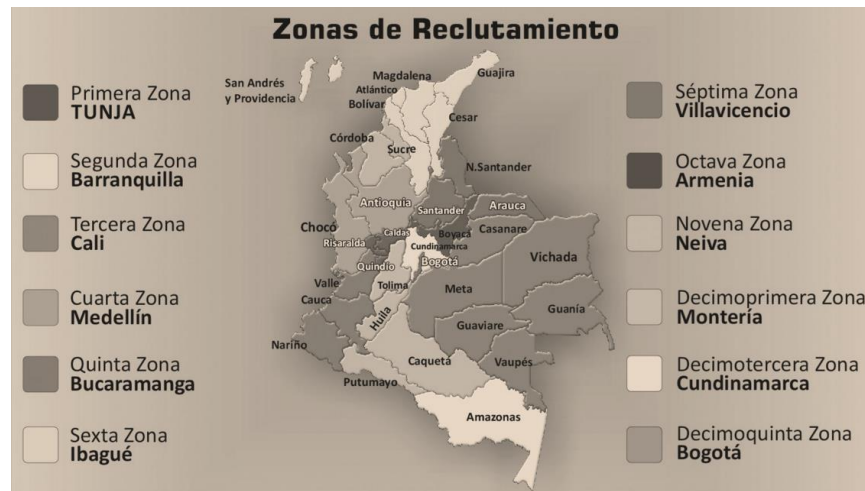 Zonas de Reclutamiento
Primera Zona
TUNJA
Segunda Zona
Barranquilla
Tercera Zona
Cali
Cuarta Zona
Medellín
Quinta Zona
Bucaramanga
Sexta Zona
Ibagué
San Andrés
y Providencia
Magdalena
Guajira
Atlántico
Bolívar
Cesar
Córdoba
Sucre
N.Santander
Antioquia
Santander
Arauca
Chocó
Caldas
Boyacá
Casanare
Risaralda
Cundinamarca
Vichada
Quindío
Bogotá
Valle
Tolima
Meta
Cauca
Guanía
Huila
Guaviare
Nariño
Caquetá
Vaupés
Putumayo
Amazonas
Séptima Zona
Villavicencio
Octava Zona
Armenia
Novena Zona
Neiva
Decimoprimera Zona
Montería
Decimotercera Zona
Cundinamarca
Decimoquinta Zona
Bogotá